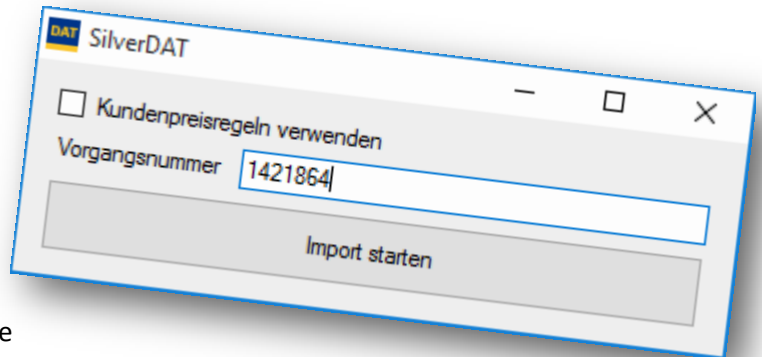 DAT SilverDAT
Kundenpreisregeln verwenden
Vorgangsnummer 1421864
Import starten
e